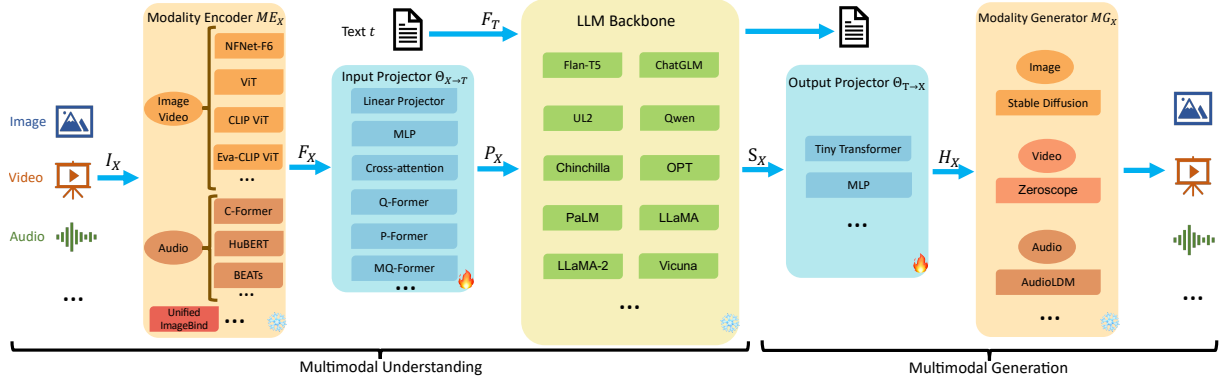 Image
Video
Audio
...
I_X
Modality Encoder ME_X
Image
Video
NFNet-F6
ViT
CLIP ViT
Eva-CLIP ViT
...
Audio
C-Former
HuBERT
BEATs
...
Unified
ImageBind
...
F_X
Text t
F_T
Input Projector Θ_X→T
Linear Projector
MLP
Cross-attention
Q-Former
P-Former
MQ-Former
...
P_X
LLM Backbone
Flan-T5 ChatGLM
UL2 Qwen
Chinchilla OPT
PaLM LLaMA
LLaMA-2 Vicuna
...
S_X
Output Projector Θ_T→X
Tiny Transformer
MLP
...
H_X
Modality Generator MG_X
Image
Stable Diffusion
Video
Zeroscope
Audio
AudioLDM
...
...
Multimodal Understanding
Multimodal Generation